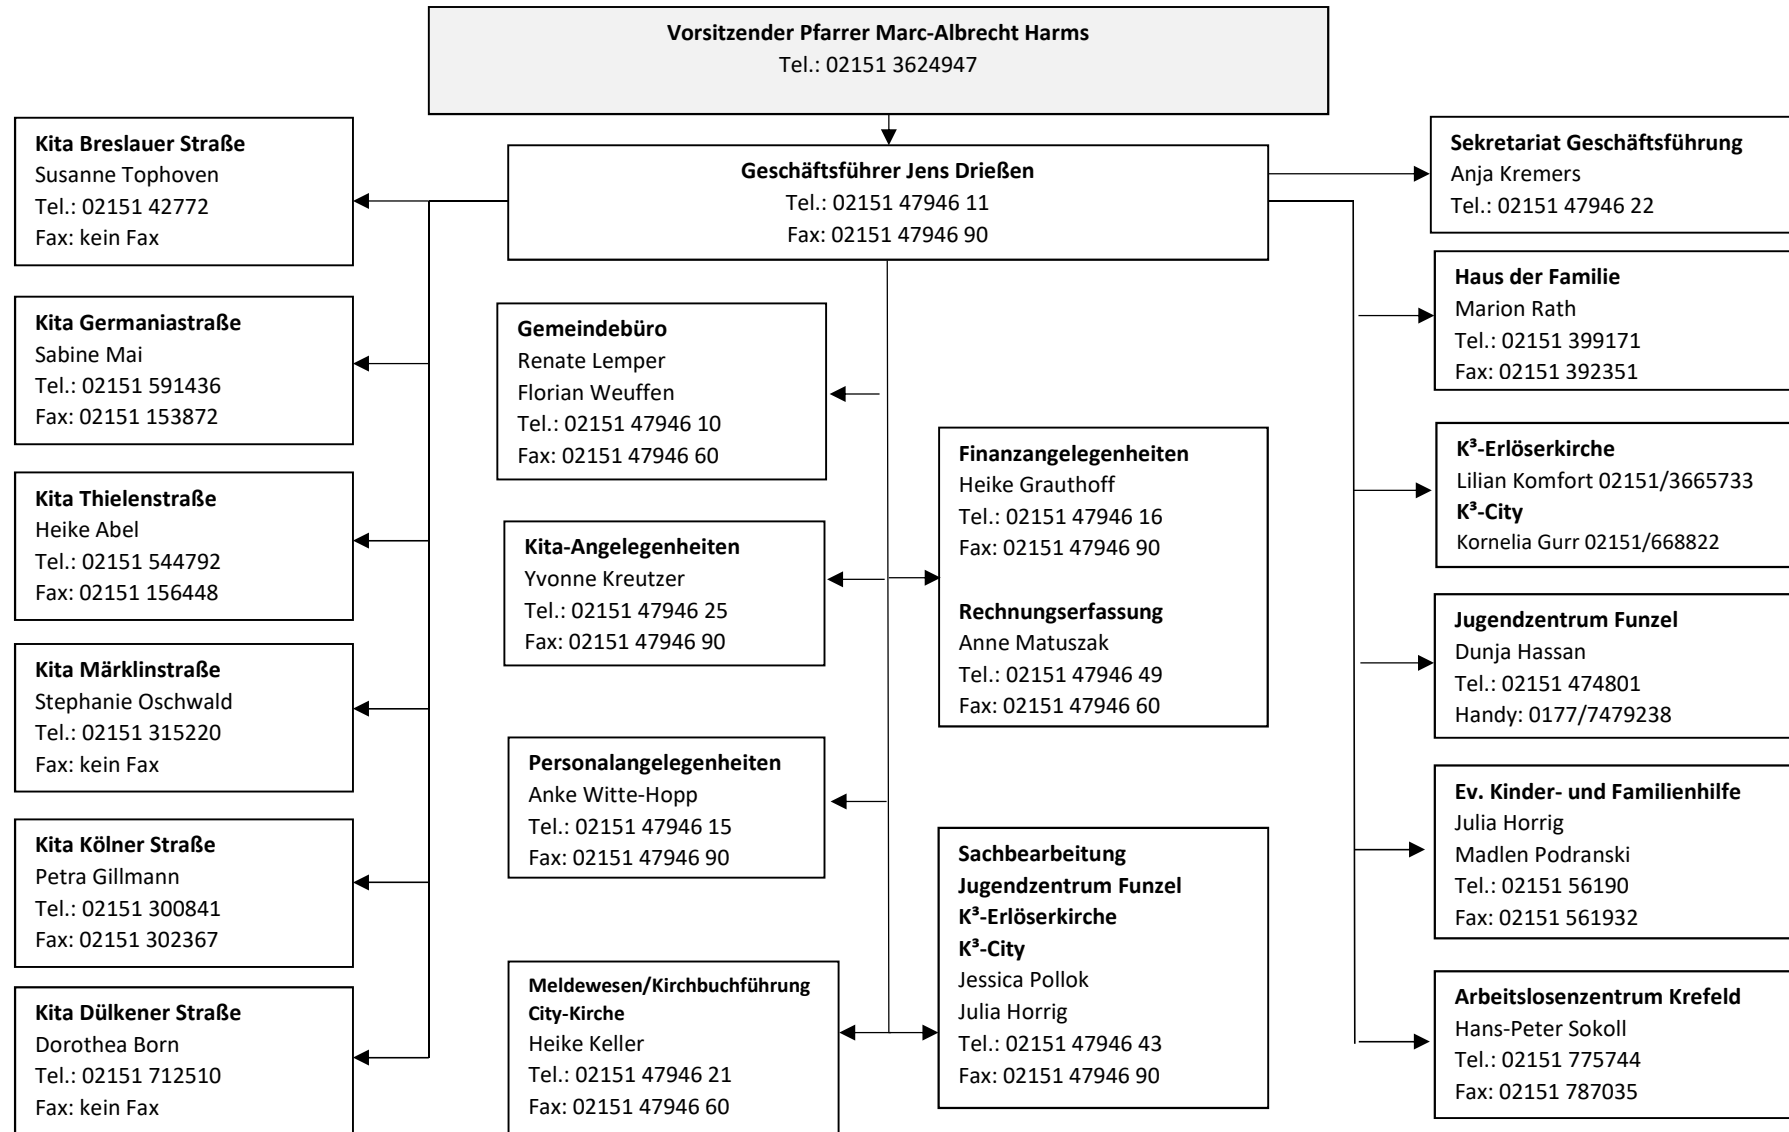 Vorsitzender Pfarrer Marc-Albrecht Harms
Tel.: 02151 3624947
Geschäftsführer Jens Drießen
Tel.: 02151 47946 11
Fax: 02151 47946 90
Kita Breslauer Straße
Susanne Tophoven
Tel.: 02151 42772
Fax: kein Fax
Kita Germaniastraße
Sabine Mai
Tel.: 02151 591436
Fax: 02151 153872
Kita Thielenstraße
Heike Abel
Tel.: 02151 544792
Fax: 02151 156448
Kita Märklinstraße
Stephanie Oschwald
Tel.: 02151 315220
Fax: kein Fax
Kita Kölner Straße
Petra Gillmann
Tel.: 02151 300841
Fax: 02151 302367
Kita Dülkener Straße
Dorothea Born
Tel.: 02151 712510
Fax: kein Fax
Gemeindebüro
Renate Lemper
Florian Weuffen
Tel.: 02151 47946 10
Fax: 02151 47946 60
Kita-Angelegenheiten
Yvonne Kreutzer
Tel.: 02151 47946 25
Fax: 02151 47946 90
Personalangelegenheiten
Anke Witte-Hopp
Tel.: 02151 47946 15
Fax: 02151 47946 90
Meldewesen/Kirchbuchführung
City-Kirche
Heike Keller
Tel.: 02151 47946 21
Fax: 02151 47946 60
Finanzangelegenheiten
Heike Grauthoff
Tel.: 02151 47946 16
Fax: 02151 47946 90
Rechnungserfassung
Anne Matuszak
Tel.: 02151 47946 49
Fax: 02151 47946 60
Sachbearbeitung
Jugendzentrum Funzel
K³-Erlöserkirche
K³-City
Jessica Pollok
Julia Horrig
Tel.: 02151 47946 43
Fax: 02151 47946 90
Sekretariat Geschäftsführung
Anja Kremers
Tel.: 02151 47946 22
Haus der Familie
Marion Rath
Tel.: 02151 399171
Fax: 02151 392351
K³-Erlöserkirche
Lilian Komfort 02151/3665733
K³-City
Kornelia Gurr 02151/668822
Jugendzentrum Funzel
Dunja Hassan
Tel.: 02151 474801
Handy: 0177/7479238
Ev. Kinder- und Familienhilfe
Julia Horrig
Madlen Podranski
Tel.: 02151 56190
Fax: 02151 561932
Arbeitslosenzentrum Krefeld
Hans-Peter Sokoll
Tel.: 02151 775744
Fax: 02151 787035